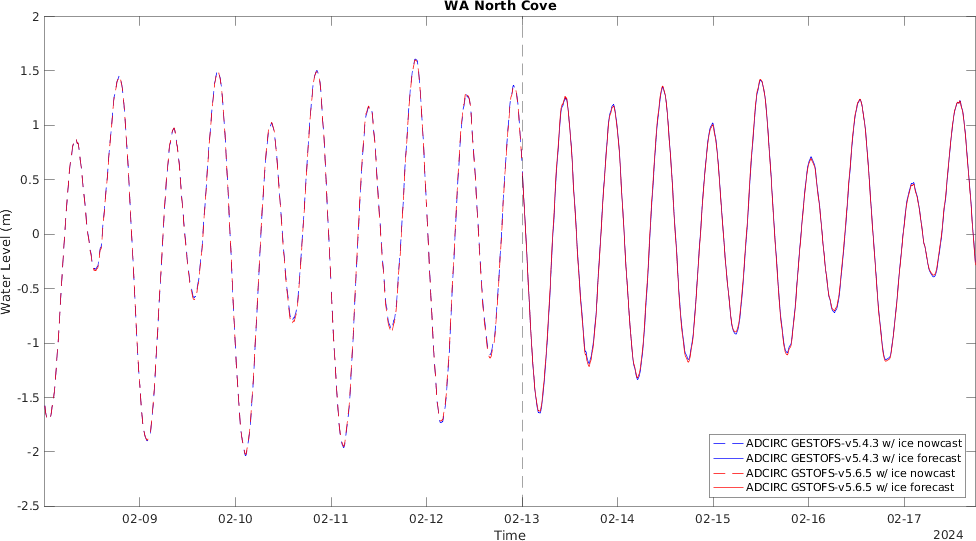 WA North Cove
2
1.5
1
0.5
0
-0.5
-1
-1.5
-2
-2.5
Water Level (m)
02-09 02-10 02-11 02-12 02-13 02-14 02-15 02-16 02-17
Time
2024
ADCIRC GESTOFS-v5.4.3 w/ ice nowcast
ADCIRC GESTOFS-v5.4.3 w/ ice forecast
ADCIRC GSTOFS-v5.6.5 w/ ice nowcast
ADCIRC GSTOFS-v5.6.5 w/ ice forecast